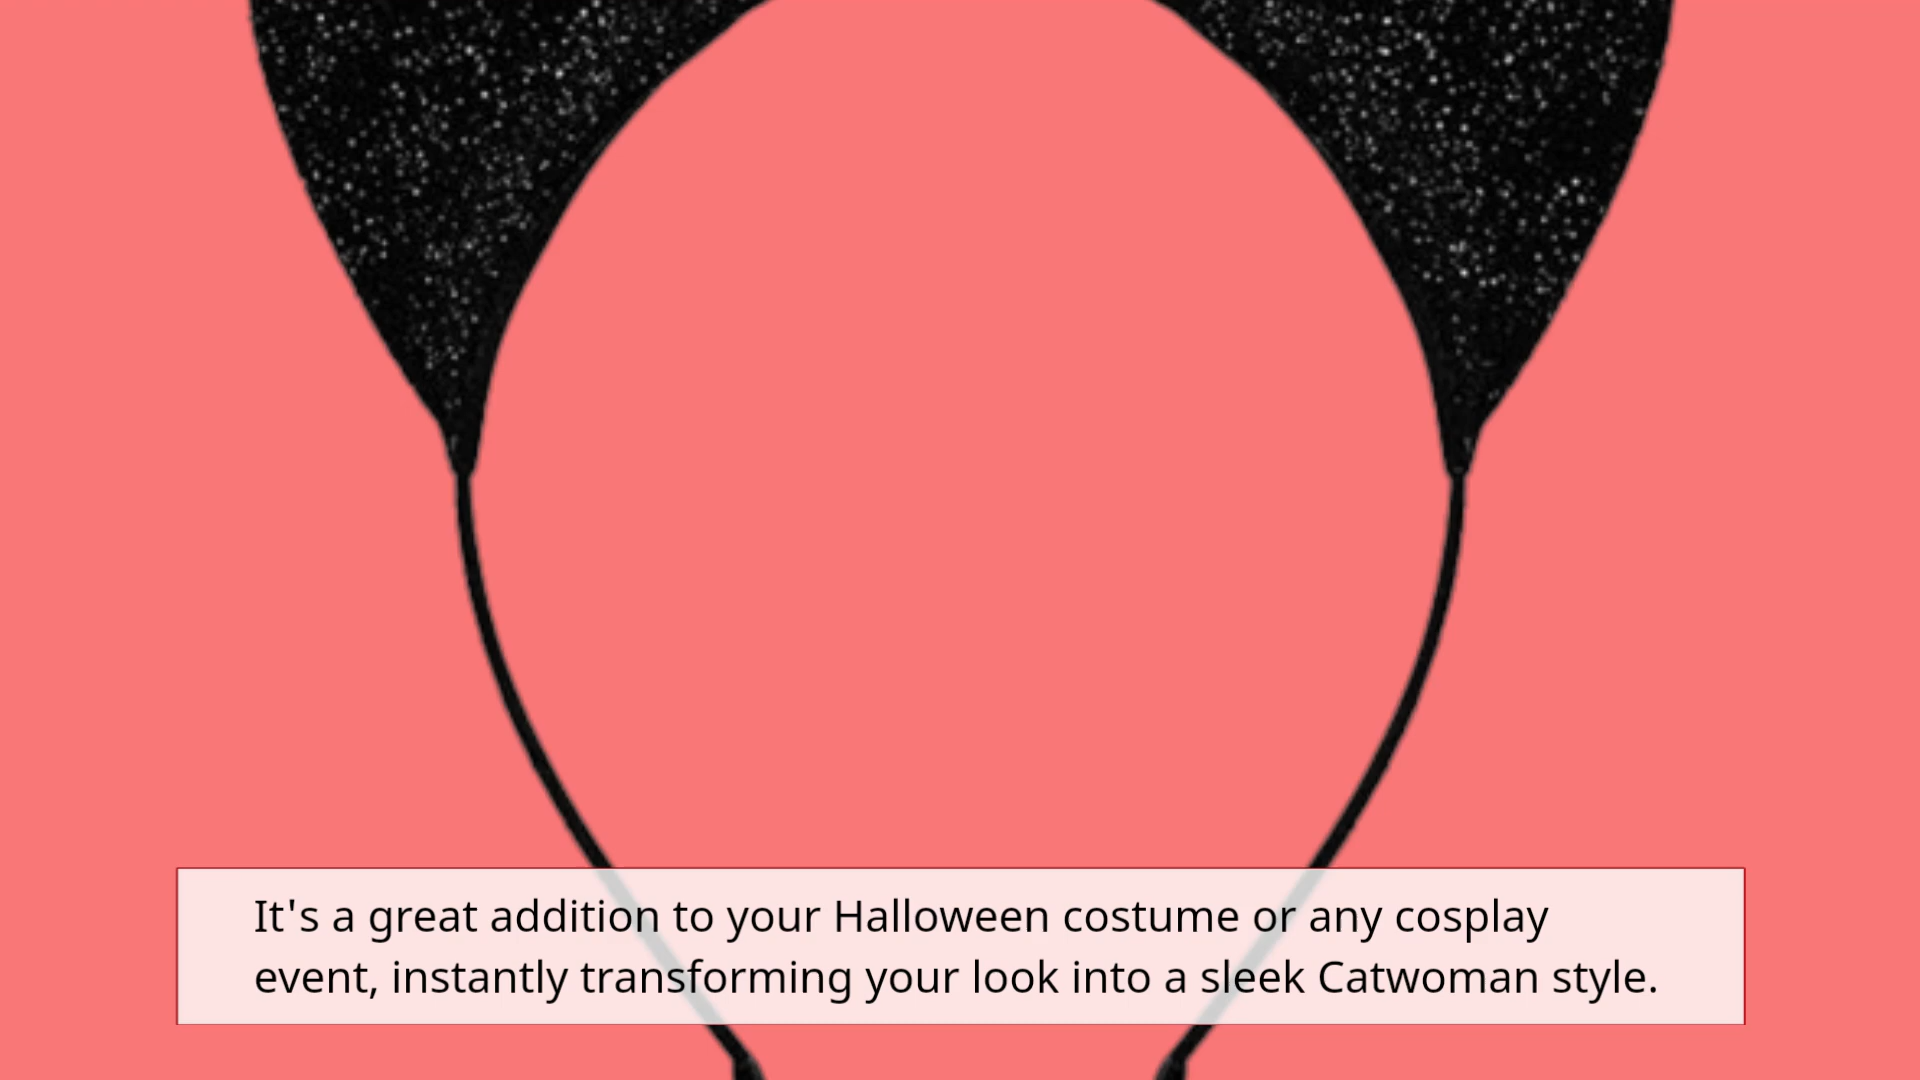 It's a great addition to your Halloween costume or any cosplay
event, instantly transforming your look into a sleek Catwoman style.